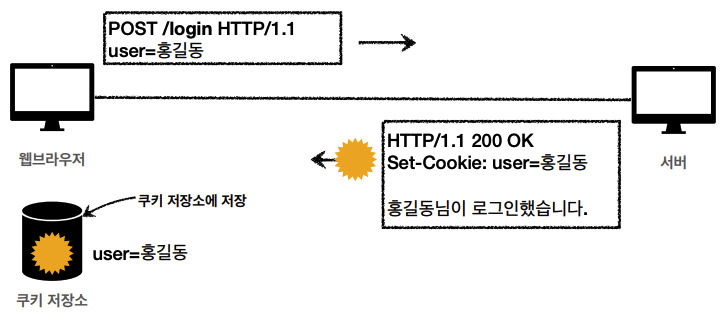 POST /login HTTP/1.1
user=홍길동
웹브라우저
HTTP/1.1 200 OK
Set-Cookie: user=홍길동
홍길동님이 로그인했습니다.
서버
쿠키 저장소에 저장
user=홍길동
쿠키 저장소